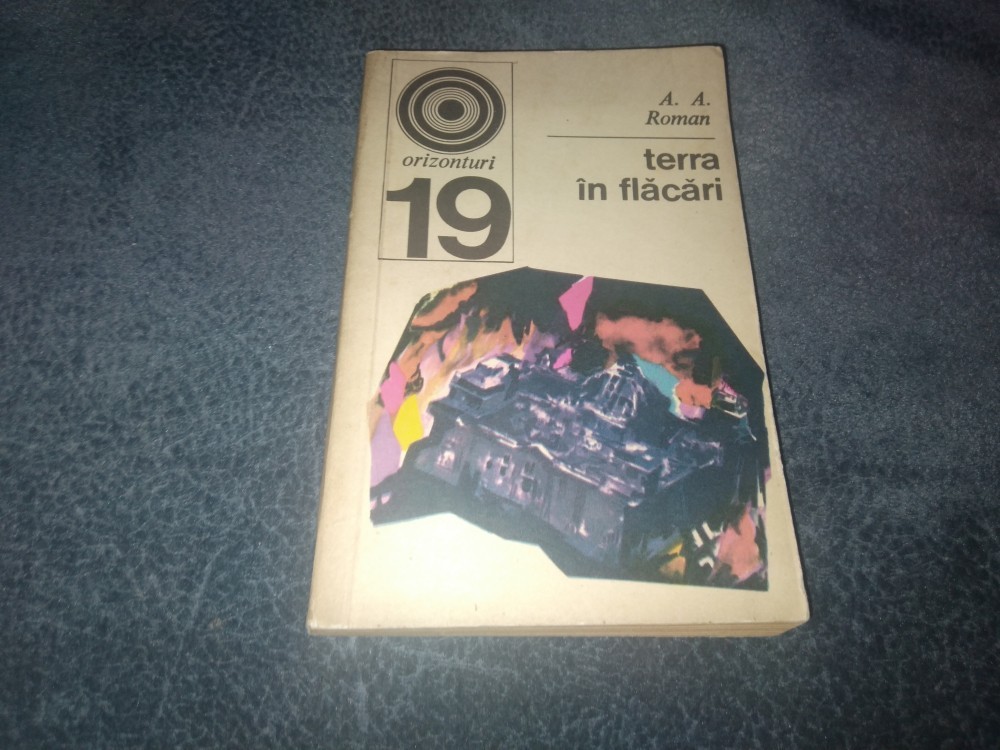 orizonturi
19
A. A.
Roman
terra
în flăcări